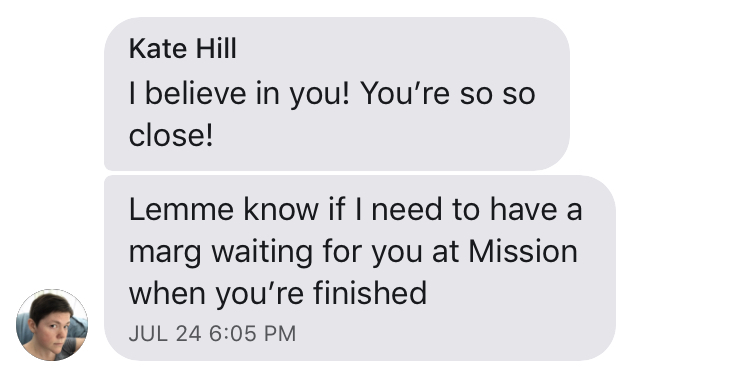 Kate Hill
I believe in you! You’re so so
close!
Lemme know if I need to have a
marg waiting for you at Mission
when you’re finished
JUL 24 6:05 PM